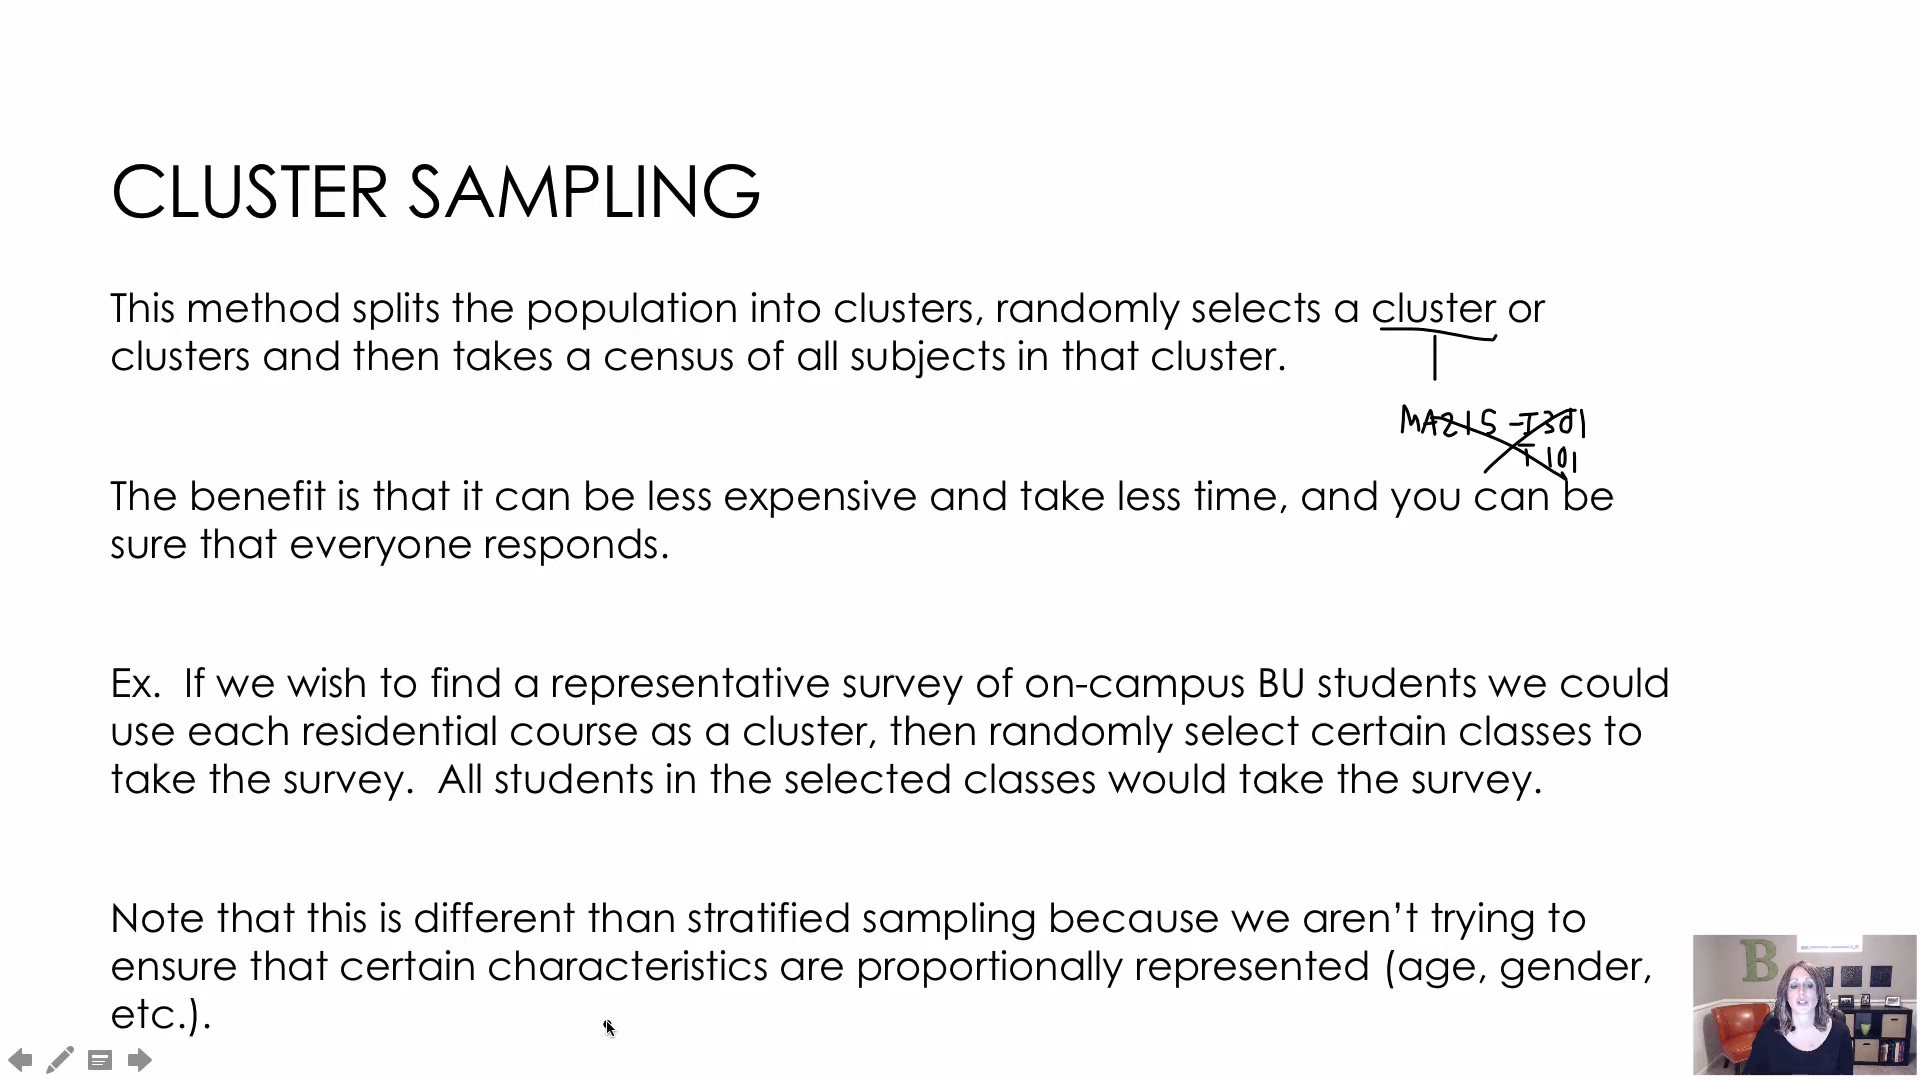 CLUSTER SAMPLING
This method splits the population into clusters, randomly selects a cluster or
clusters and then takes a census of all subjects in that cluster.
MA215 - I301
I 101
The benefit is that it can be less expensive and take less time, and you can be
sure that everyone responds.
Ex. If we wish to find a representative survey of on-campus BU students we could
use each residential course as a cluster, then randomly select certain classes to
take the survey. All students in the selected classes would take the survey.
Note that this is different than stratified sampling because we aren’t trying to
ensure that certain characteristics are proportionally represented (age, gender,
etc.).
B